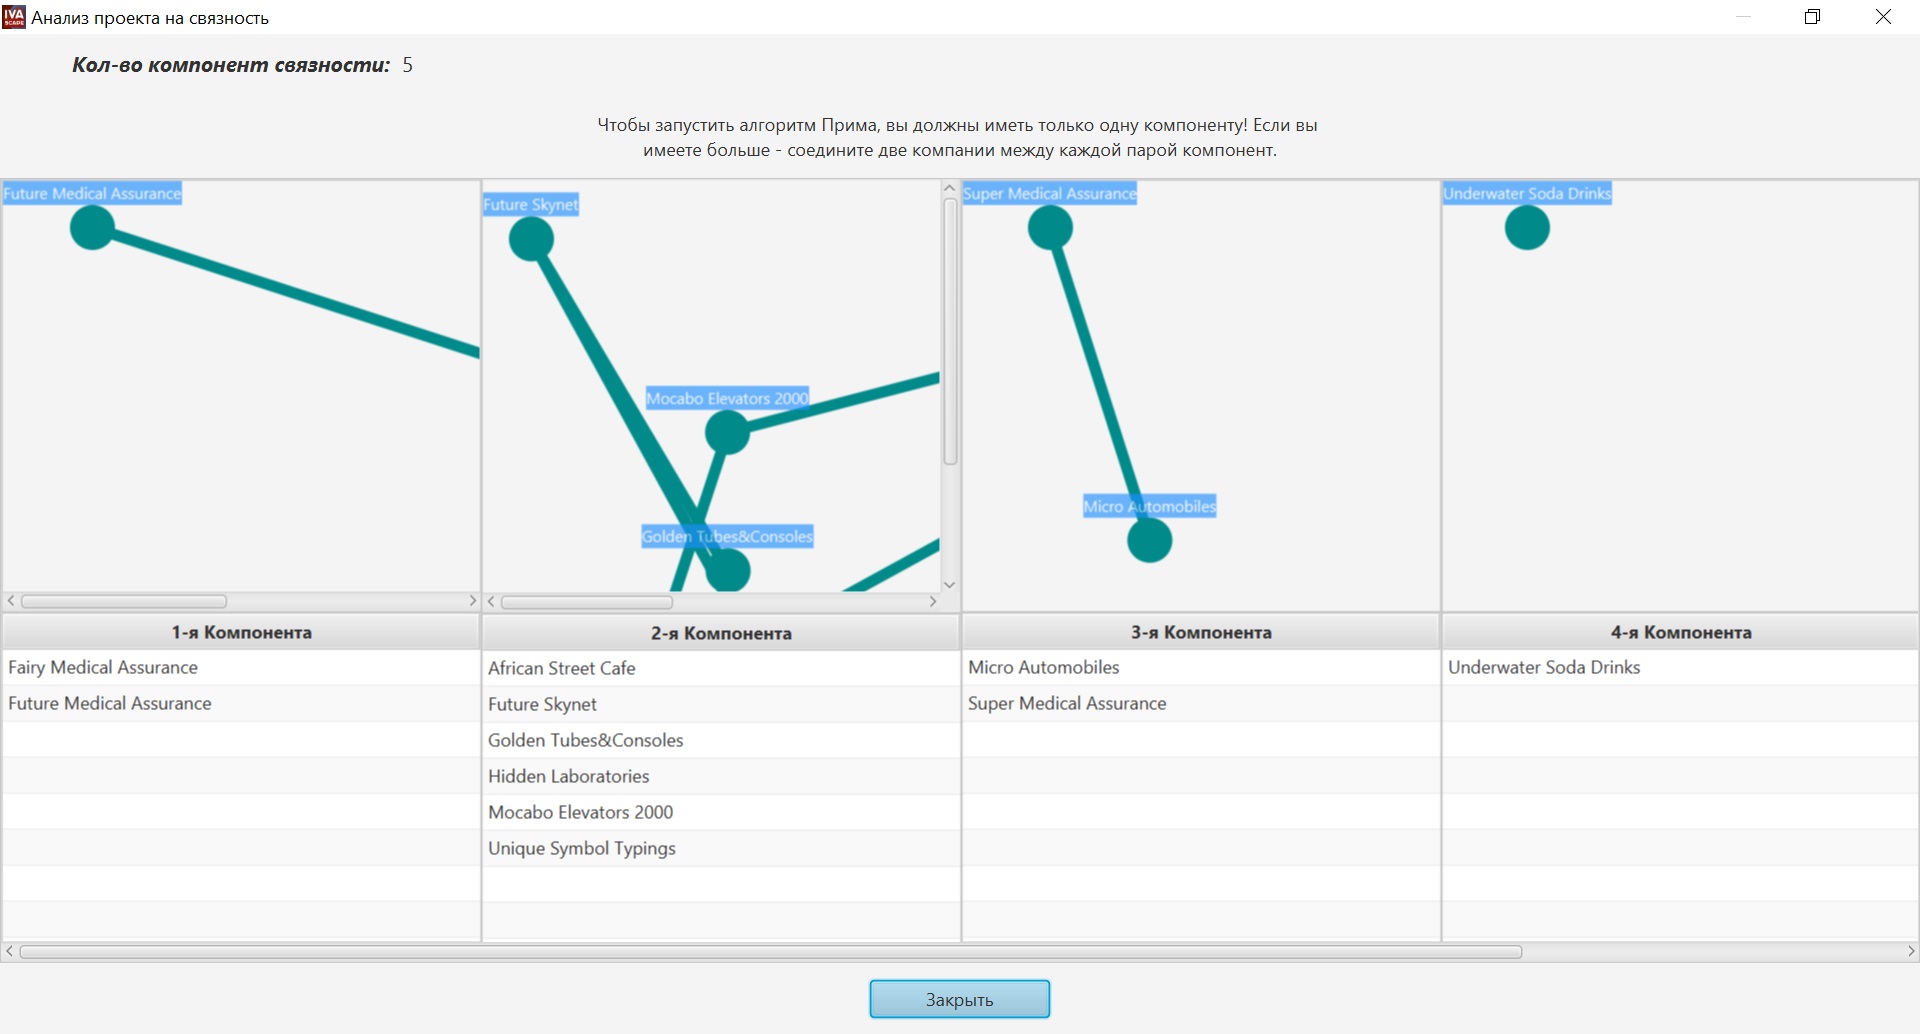 IVA
SCAPE
Анализ проекта на связность
Кол-во компонент связности: 5
Чтобы запустить алгоритм Прима, вы должны иметь только одну компоненту! Если вы
имеете больше - соедините две компании между каждой парой компонент.
Future Medical Assurance
Future Skynet
Mocabo Elevators 2000
Golden Tubes&Consoles
Super Medical Assurance
Micro Automobiles
Underwater Soda Drinks
1-я Компонента
Fairy Medical Assurance
Future Medical Assurance
2-я Компонента
African Street Cafe
Future Skynet
Golden Tubes&Consoles
Hidden Laboratories
Mocabo Elevators 2000
Unique Symbol Typings
3-я Компонента
Micro Automobiles
Super Medical Assurance
4-я Компонента
Underwater Soda Drinks
Закрыть